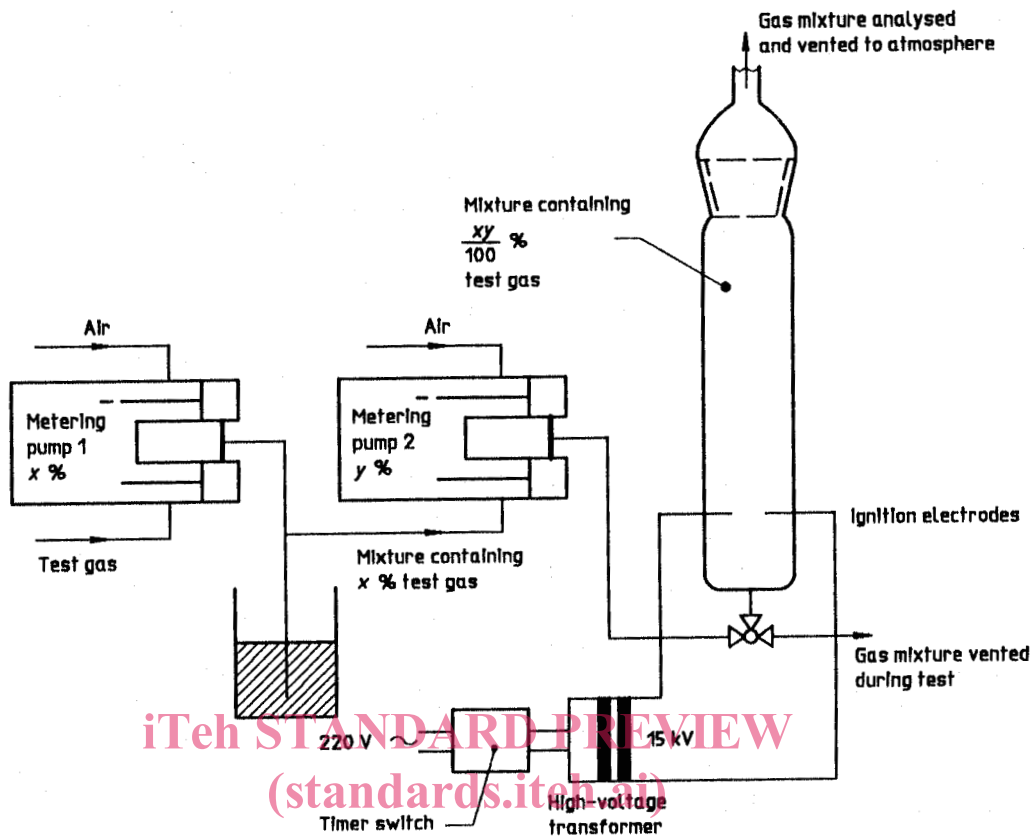 Gas mixture analysed
and vented to atmosphere
Mixture containing
xy
100 %
test gas
Air
Air
Metering
pump 1
x %
Metering
pump 2
y %
Ignition electrodes
Test gas
Mixture containing
x % test gas
Gas mixture vented
during test
iTeh STANDARD PREVIEW
220 V
15 kV
(standards.iteh.ai)
High-voltage
transformer
Timer switch